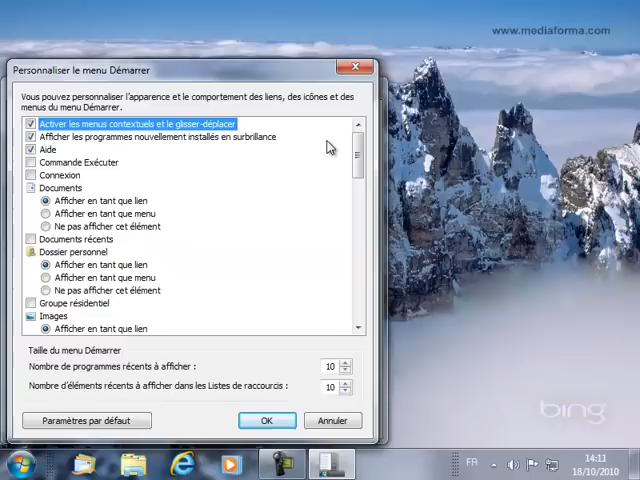 www.mediaforma.com
Personnaliser le menu Démarrer
Vous pouvez personnaliser l'apparence et le comportement des liens, des icônes et des
menus du menu Démarrer.
Activer les menus contextuels et le glisser-déplacer
Afficher les programmes nouvellement installés en surbrillance
Aide
Commande Exécuter
Connexion
Documents
Afficher en tant que lien
Afficher en tant que menu
Ne pas afficher cet élément
Documents récents
Dossier personnel
Afficher en tant que lien
Afficher en tant que menu
Ne pas afficher cet élément
Groupe résidentiel
Images
Afficher en tant que lien
Taille du menu Démarrer
Nombre de programmes récents à afficher : 10
Nombre d'éléments récents à afficher dans les Listes de raccourcis : 10
Paramètres par défaut OK Annuler
bing
FR 14:11
18/10/2010